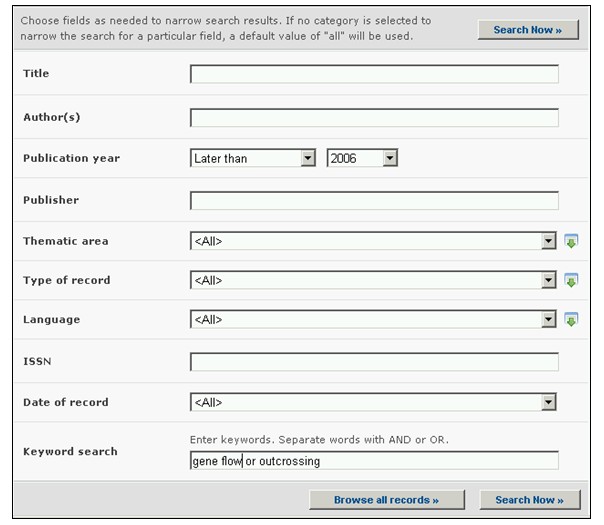 Choose fields as needed to narrow search results. If no category is selected to
narrow the search for a particular field, a default value of "all" will be used.
Search Now »
Title
Author(s)
Publication year
Later than
2006
Publisher
Thematic area
<All>
Type of record
<All>
Language
<All>
ISSN
Date of record
<All>
Enter keywords. Separate words with AND or OR.
Keyword search
gene flow or outcrossing
Browse all records »
Search Now »